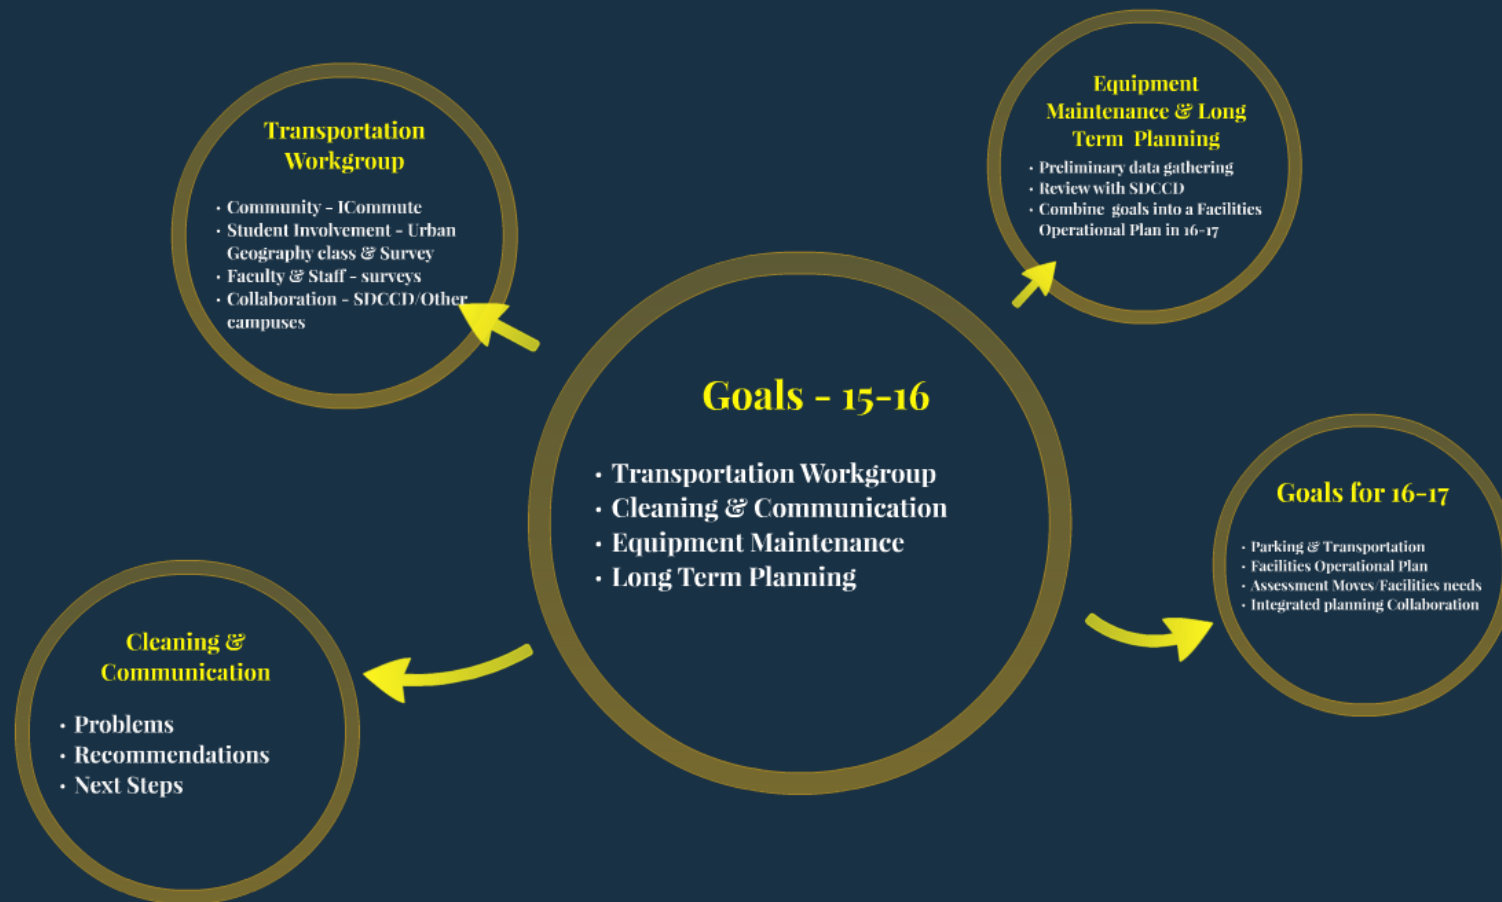 Transportation
Workgroup
• Community - ICommute
• Student Involvement - Urban
Geography class & Survey
• Faculty & Staff - surveys
• Collaboration - SDCCD/Other
campuses
Equipment
Maintenance & Long
Term Planning
• Preliminary data gathering
• Review with SDCCD
• Combine goals into a Facilities
Operational Plan in 16-17
Goals - 15-16
• Transportation Workgroup
• Cleaning & Communication
• Equipment Maintenance
• Long Term Planning
Goals for 16-17
• Parking & Transportation
• Facilities Operational Plan
• Assessment Moves/Facilities needs
• Integrated planning Collaboration
Cleaning &
Communication
• Problems
• Recommendations
• Next Steps